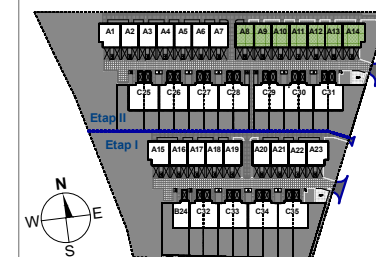 A1 A2 A3 A4 A5 A6 A7 A8 A9 A10 A11 A12 A13 A14
C25 C26 C27 C28 C29 C30 C31
Etap II
Etap I
A15 A16 A17 A18 A19 A20 A21 A22 A23
B24 C32 C33 C34 C35
N
W E
S